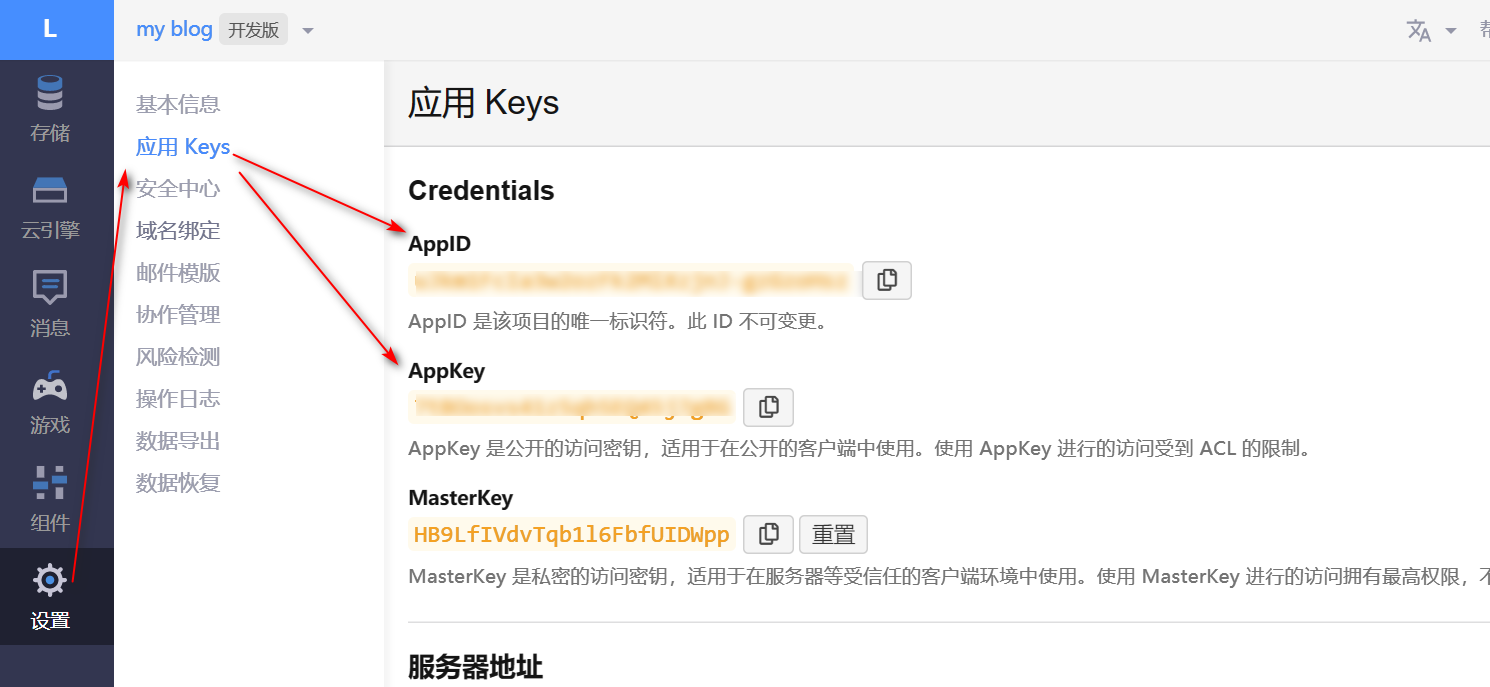 L
my blog 开发版
存储
云引擎
消息
游戏
组件
设置
基本信息
应用 Keys
安全中心
域名绑定
邮件模版
协作管理
风险检测
操作日志
数据导出
数据恢复
应用 Keys
Credentials
AppID
AppID 是该项目的唯一标识符。此 ID 不可变更。
AppKey
AppKey 是公开的访问密钥，适用于在公开的客户端中使用。使用 AppKey 进行的访问受到 ACL 的限制。
MasterKey
HB9LfIVdvTqb1l6FbfUIDWpp 重置
MasterKey 是私密的访问密钥，适用于在服务器等受信任的客户端环境中使用。使用 MasterKey 进行的访问拥有最高权限，不
服务器地址